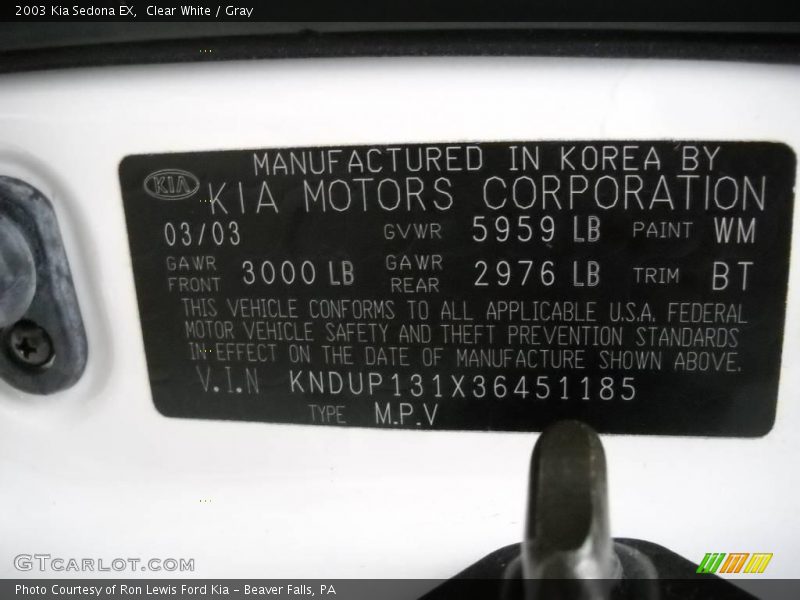 2003 Kia Sedona EX,  Clear White / Gray
MANUFACTURED IN KOREA BY
KIA KIA MOTORS CORPORATION
03/03 GVWR 5959 LB PAINT WM
GAWR FRONT 3000 LB GAWR REAR 2976 LB TRIM BT
THIS VEHICLE CONFORMS TO ALL APPLICABLE U.S.A. FEDERAL
MOTOR VEHICLE SAFETY AND THEFT PREVENTION STANDARDS
IN EFFECT ON THE DATE OF MANUFACTURE SHOWN ABOVE.
V.I.N KNDUP131X36451185
TYPE M.P.V
GTCARLOT.COM
Photo Courtesy of Ron Lewis Ford Kia – Beaver Falls, PA